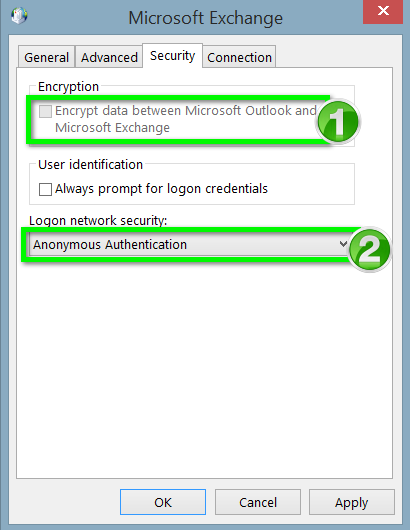 Microsoft Exchange
General
Advanced
Security
Connection
Encryption
Encrypt data between Microsoft Outlook and
Microsoft Exchange
1
User identification
Always prompt for logon credentials
Logon network security:
Anonymous Authentication
2
OK
Cancel
Apply